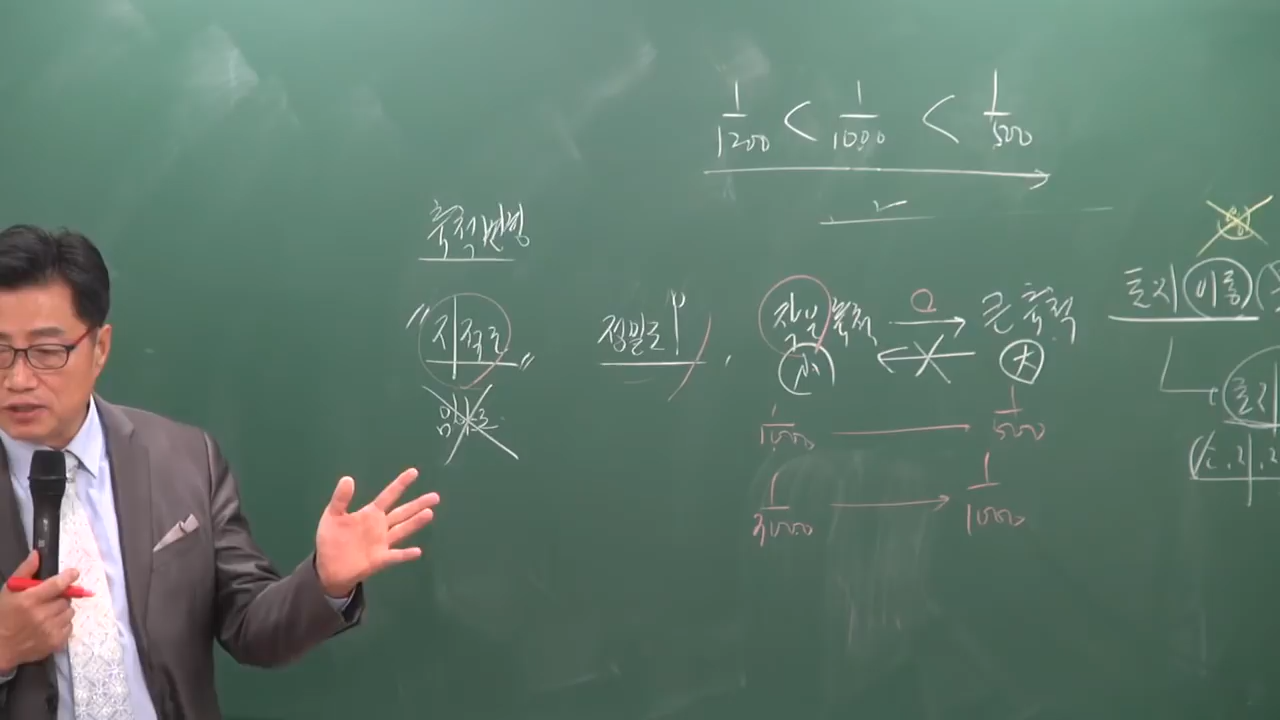 1/1200 < 1/1000 < 1/500
축척변경
"지적도"
임야도
정밀도↑
작은 축척 → 큰 축척
小 大
1/1000 → 1/500
1/3000 → 1/1000
토지 이동
토지